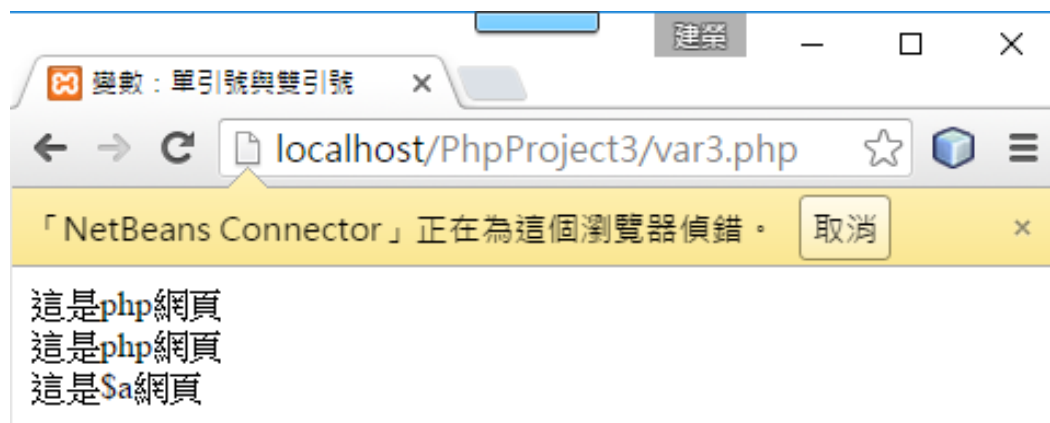 建榮
變數：單引號與雙引號
localhost/PhpProject3/var3.php
「NetBeans Connector」正在為這個瀏覽器偵錯。 取消
這是php網頁
這是php網頁
這是$a網頁